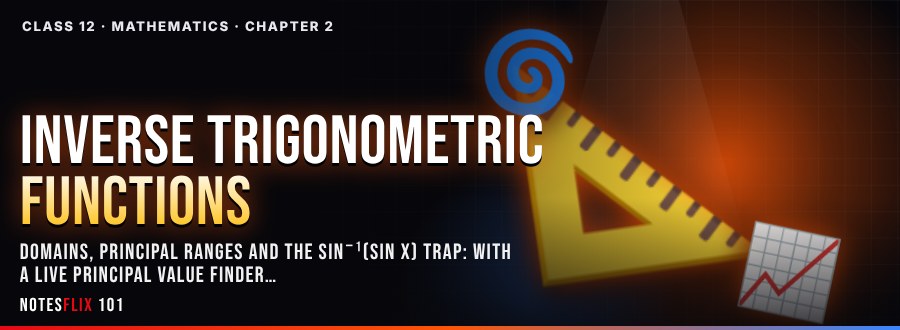 CLASS 12 · MATHEMATICS · CHAPTER 2
INVERSE TRIGONOMETRIC
FUNCTIONS
DOMAINS, PRINCIPAL RANGES AND THE SIN⁻¹(SIN X) TRAP: WITH
A LIVE PRINCIPAL VALUE FINDER…
NOTESFLIX 101